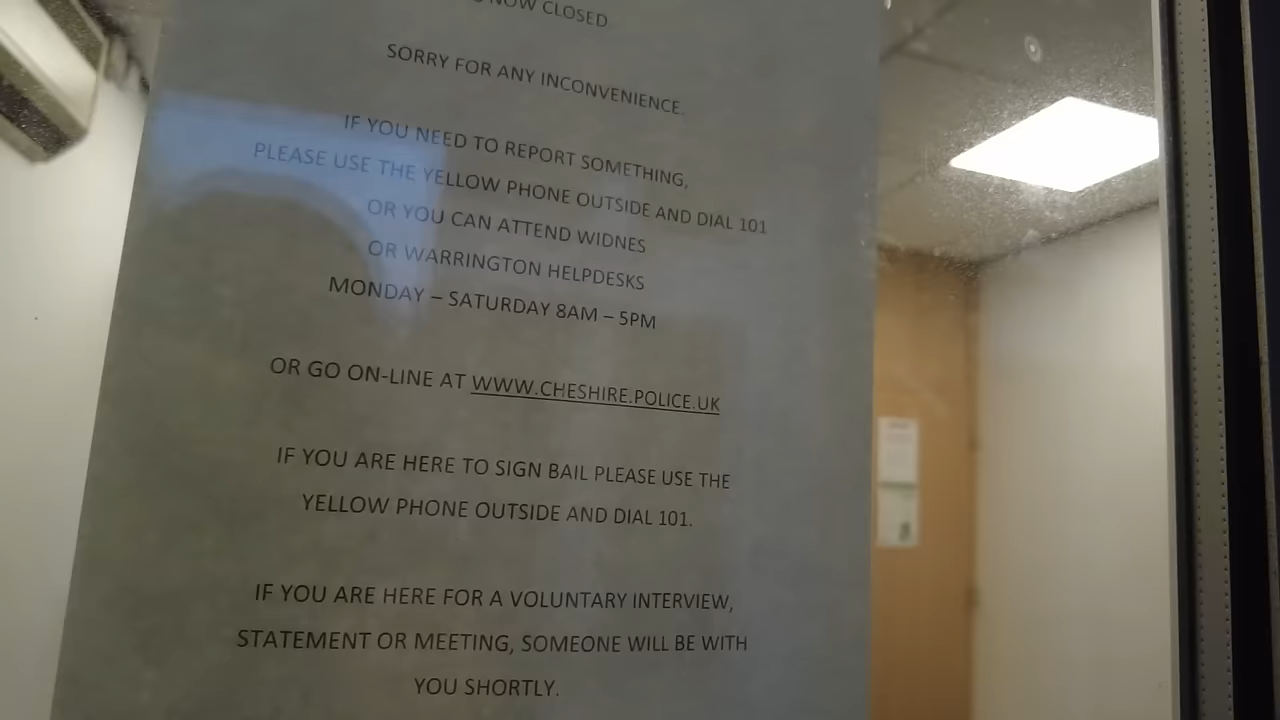 NOW CLOSED
SORRY FOR ANY INCONVENIENCE.
IF YOU NEED TO REPORT SOMETHING,
PLEASE USE THE YELLOW PHONE OUTSIDE AND DIAL 101
OR YOU CAN ATTEND WIDNES
OR WARRINGTON HELPDESKS
MONDAY – SATURDAY 8AM – 5PM
OR GO ON-LINE AT WWW.CHESHIRE.POLICE.UK
IF YOU ARE HERE TO SIGN BAIL PLEASE USE THE
YELLOW PHONE OUTSIDE AND DIAL 101.
IF YOU ARE HERE FOR A VOLUNTARY INTERVIEW,
STATEMENT OR MEETING, SOMEONE WILL BE WITH
YOU SHORTLY.